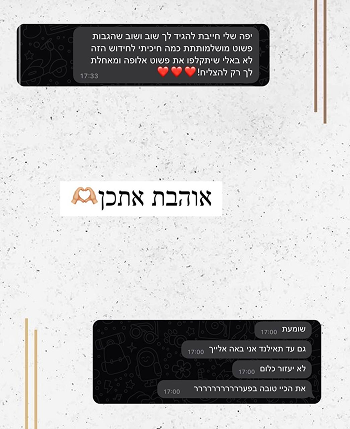 יפה שלי חייבת להגיד לך שוב ושוב שהגבות
פשוט מושלמותתת כמה חיכיתי לחידוש הזה
לא באלי שיתקלפו את פשוט אלופה ומאחלת
לך רק להצליח!❤️❤️❤️
17:33
אוהבת אתכן🫶🏼
שומעת
17:00
גם עד תאילנד אני באה אלייך
17:00
לא יעזור כלום
17:00
את הכיי טובה בפערררררררררררר
17:00